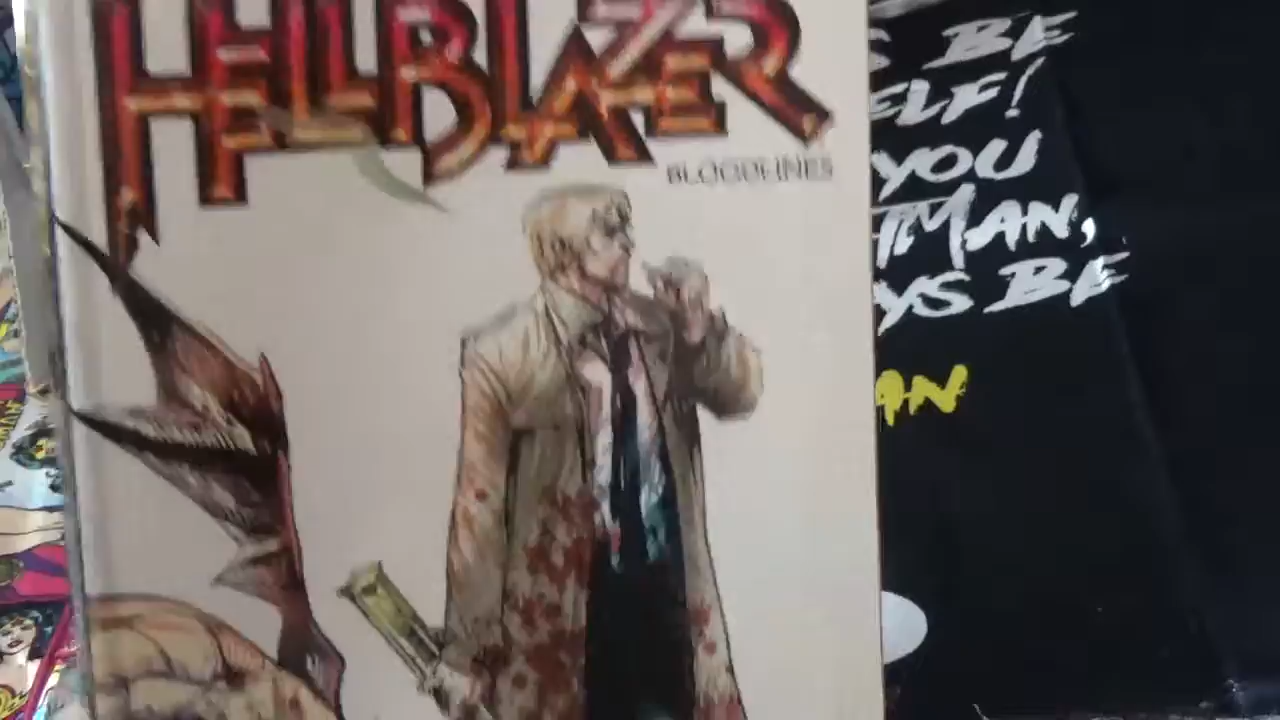 HELLBLAZER
BLOODLINES
S BE
ELF!
YOU
TMAN,
YS BE
AN